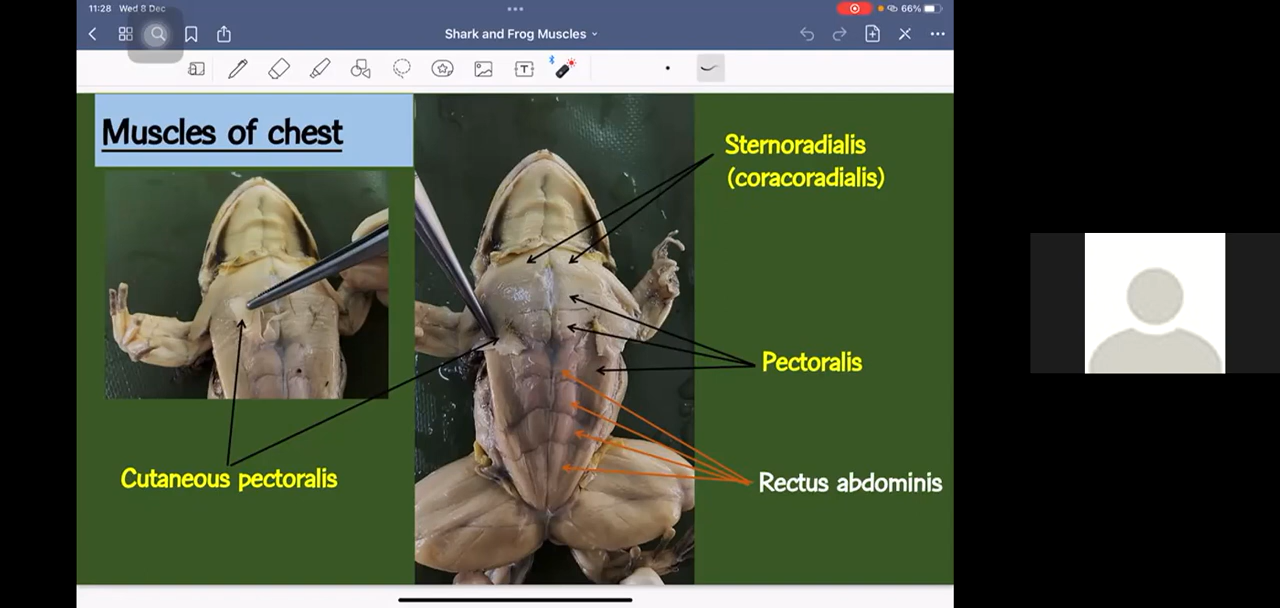 11:28 Wed 8 Dec
66%
Shark and Frog Muscles
T
Muscles of chest
Sternoradialis
(coracoradialis)
Pectoralis
Cutaneous pectoralis
Rectus abdominis